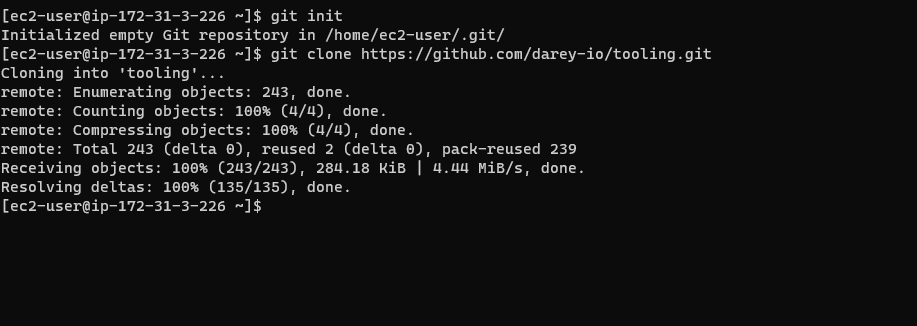 [ec2-user@ip-172-31-3-226 ~]$ git init
Initialized empty Git repository in /home/ec2-user/.git/
[ec2-user@ip-172-31-3-226 ~]$ git clone https://github.com/darey-io/tooling.git
Cloning into 'tooling'...
remote: Enumerating objects: 243, done.
remote: Counting objects: 100% (4/4), done.
remote: Compressing objects: 100% (4/4), done.
remote: Total 243 (delta 0), reused 2 (delta 0), pack-reused 239
Receiving objects: 100% (243/243), 284.18 KiB | 4.44 MiB/s, done.
Resolving deltas: 100% (135/135), done.
[ec2-user@ip-172-31-3-226 ~]$